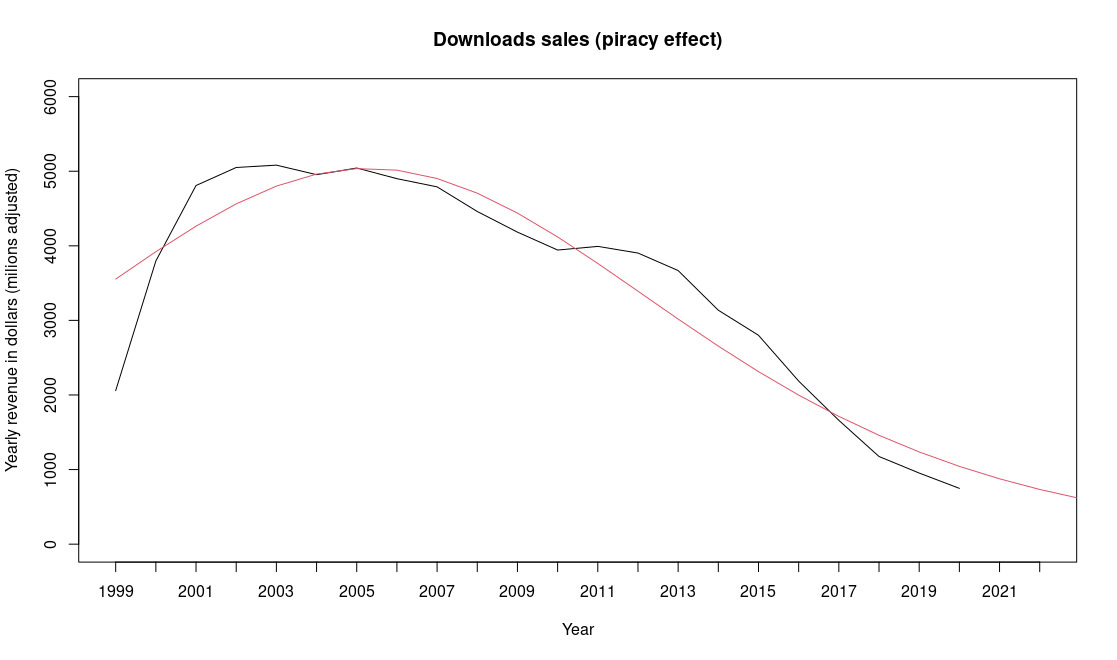 Downloads sales (piracy effect)
Yearly revenue in dollars (milions adjusted)
6000
5000
4000
3000
2000
1000
0
1999 2001 2003 2005 2007 2009 2011 2013 2015 2017 2019 2021
Year